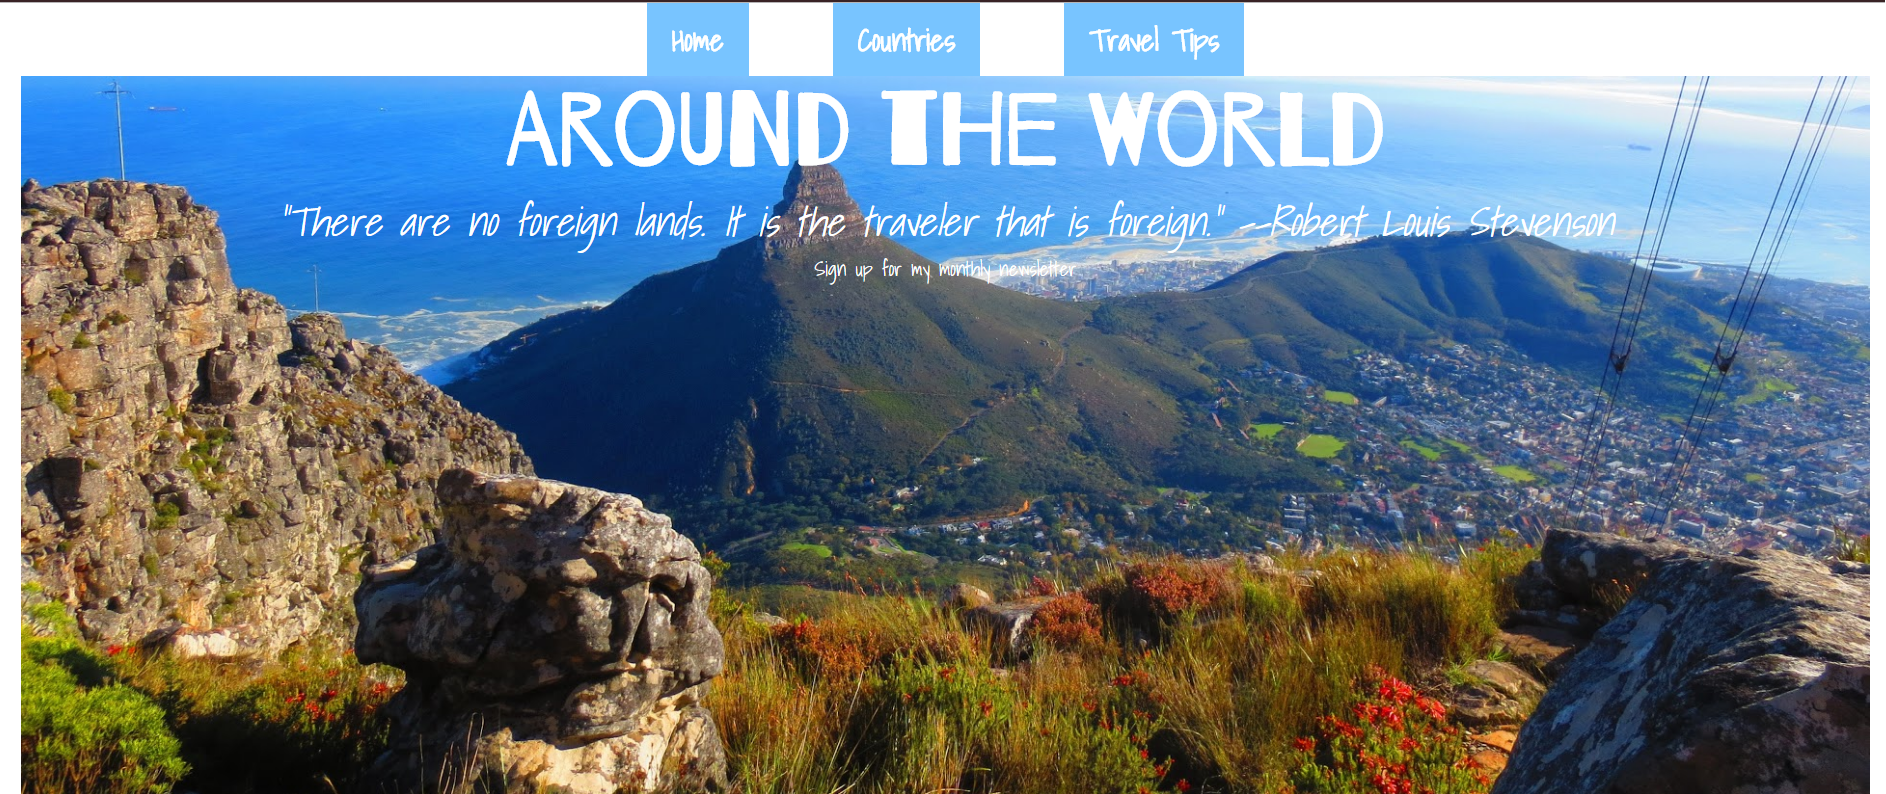 Home Countries Travel Tips
AROUND THE WORLD
"There are no foreign lands. It is the traveler that is foreign." --Robert Louis Stevenson
Sign up for my monthly newsletter